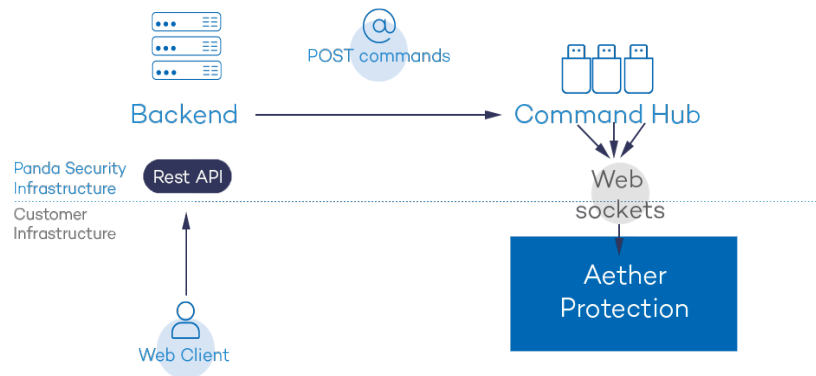 @
POST commands
Backend
Command Hub
Panda Security
Infrastructure
Rest API
Web
sockets
Customer
Infrastructure
Aether
Protection
Web Client